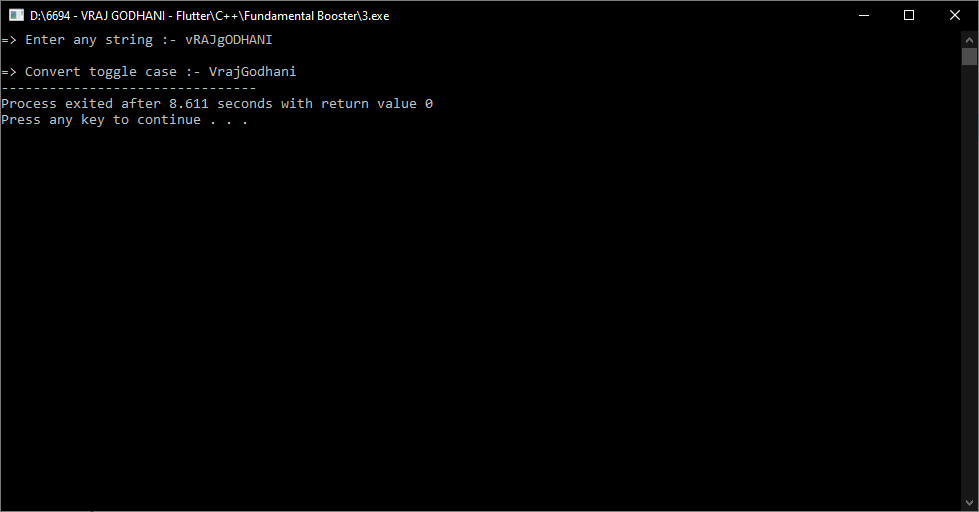 D:\6694 - VRAJ GODHANI - Flutter\C++\Fundamental Booster\3.exe
=> Enter any string :- vRAJgODHANI
=> Convert toggle case :- VrajGodhani
--------------------------------
Process exited after 8.611 seconds with return value 0
Press any key to continue . . .